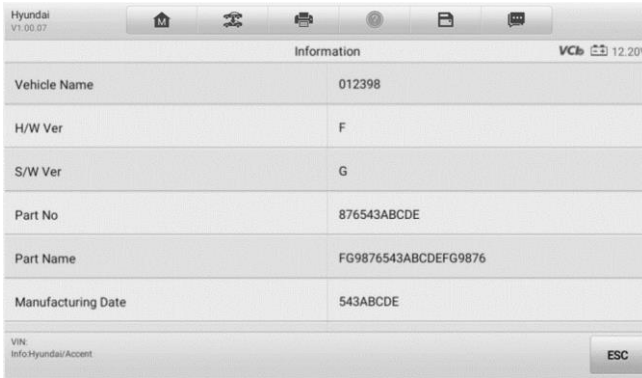 Hyundai
V1.00.07
Information
VCI 12.20V
Vehicle Name 012398
H/W Ver F
S/W Ver G
Part No 876543ABCDE
Part Name FG9876543ABCDEFG9876
Manufacturing Date 543ABCDE
VIN:
Info:Hyundai/Accent
ESC